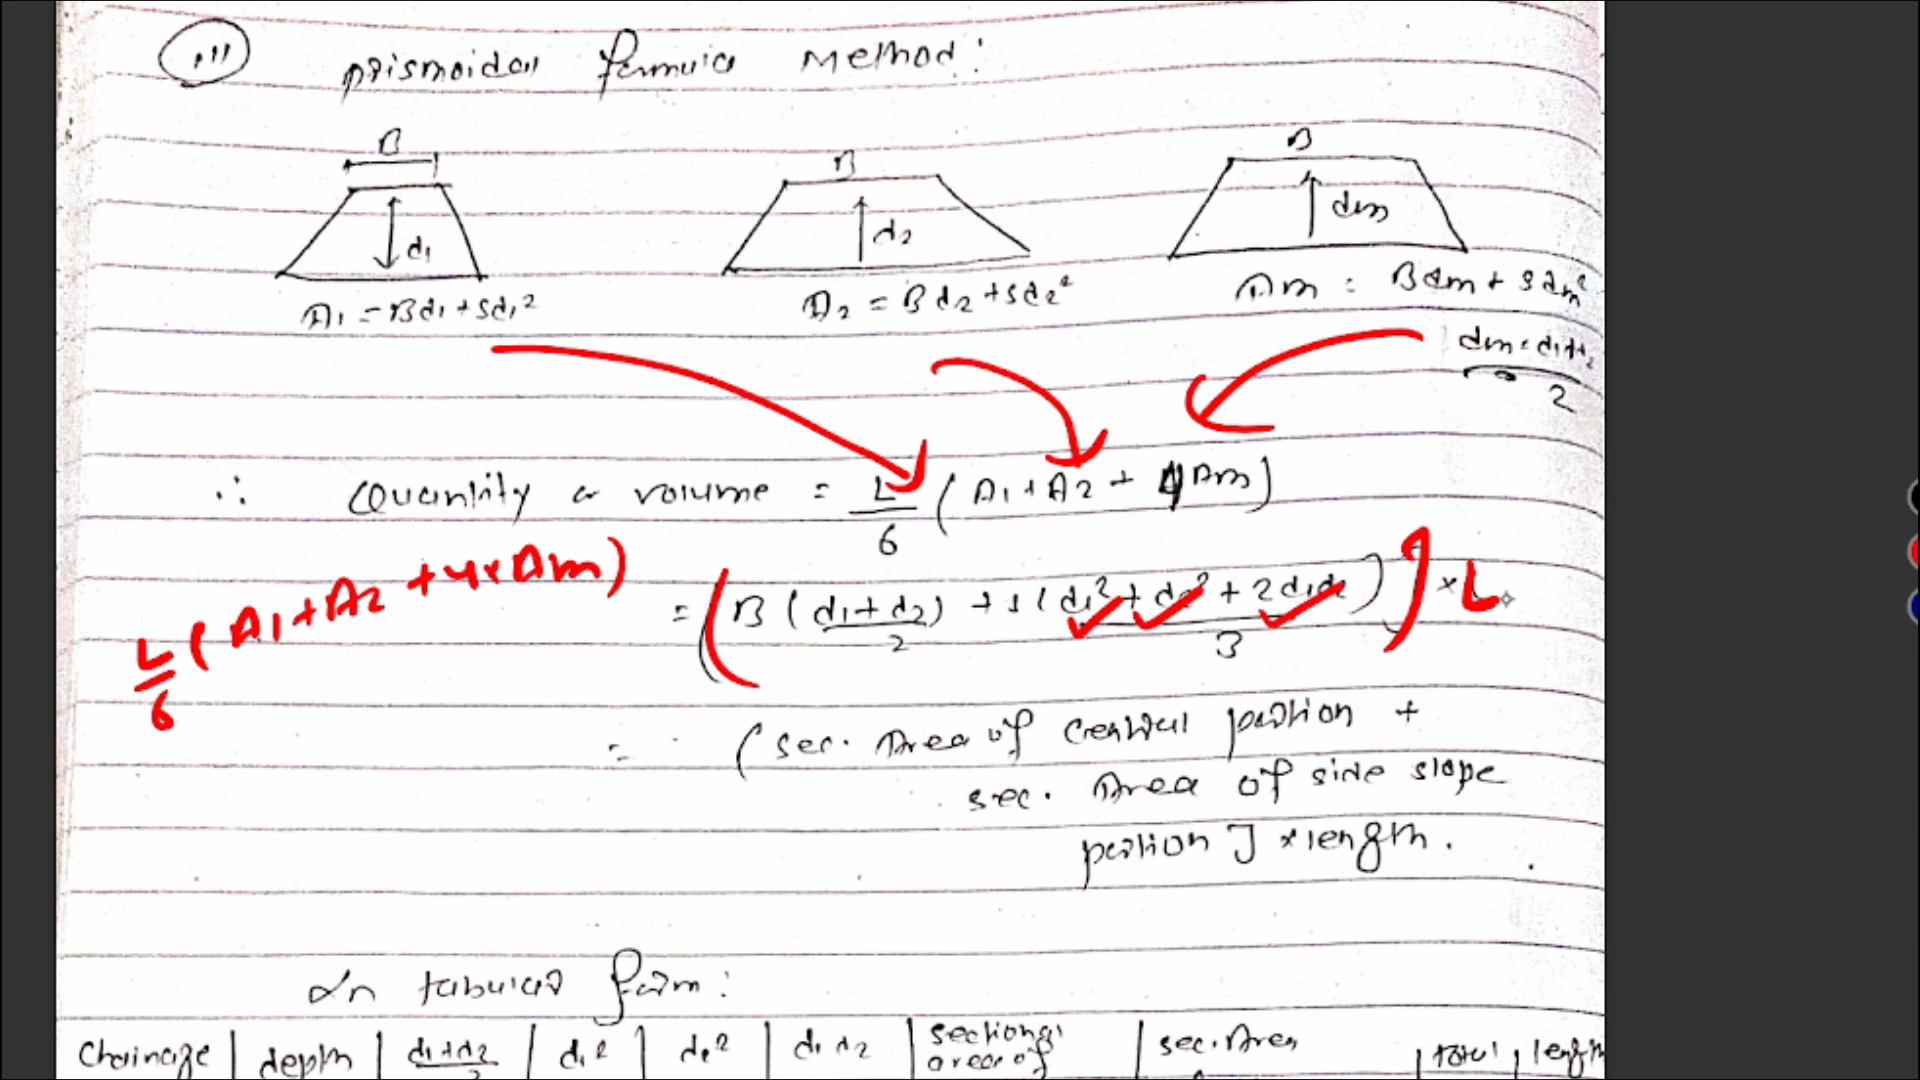 iii prismoidal formula Method:
B B B
d1 d2 dm
A1 = Bd1 + sd1² A2 = Bd2 + sd2² Am = Bdm + sdm²
dm = d1+d2 / 2
∴ Quantity or volume = L/6 (A1 + A2 + 4Am)
L/6 (A1 + A2 + 4×Am)
= (B (d1+d2)/2 + s(d1² + d2² + 2d1d2)/3) × L
= (sec. Area of central portion +
sec. Area of side slope
portion] × length.
In tabular form:
Chainage depth d1+d2/2 d1² d2² d1d2 sectional area of sec. Area total length